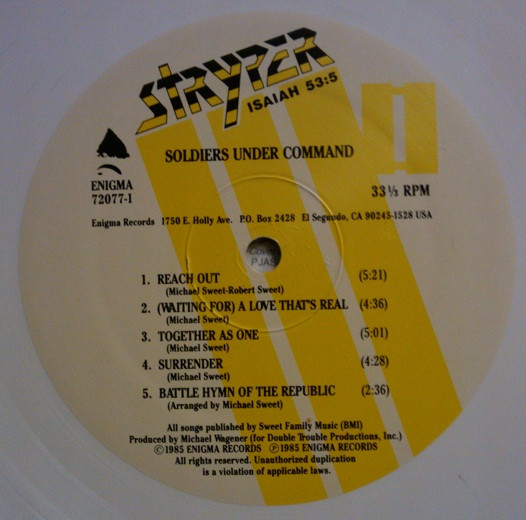 STRYPER
ISAIAH 53:5
SOLDIERS UNDER COMMAND
ENIGMA
72077-1
33⅓ RPM
Enigma Records 1750 E. Holly Ave. P.O. Box 2428 El Segundo, CA 90245-1528 USA
1. REACH OUT (5:21)
(Michael Sweet-Robert Sweet)
2. (WAITING FOR) A LOVE THAT'S REAL (4:36)
(Michael Sweet)
3. TOGETHER AS ONE (5:01)
(Michael Sweet)
4. SURRENDER (4:28)
(Michael Sweet)
5. BATTLE HYMN OF THE REPUBLIC (2:36)
(Arranged by Michael Sweet)
All songs published by Sweet Family Music (BMI)
Produced by Michael Wagener (for Double Trouble Productions, Inc.)
©1985 ENIGMA RECORDS ℗1985 ENIGMA RECORDS
All rights reserved. Unauthorized duplication
is a violation of applicable laws.